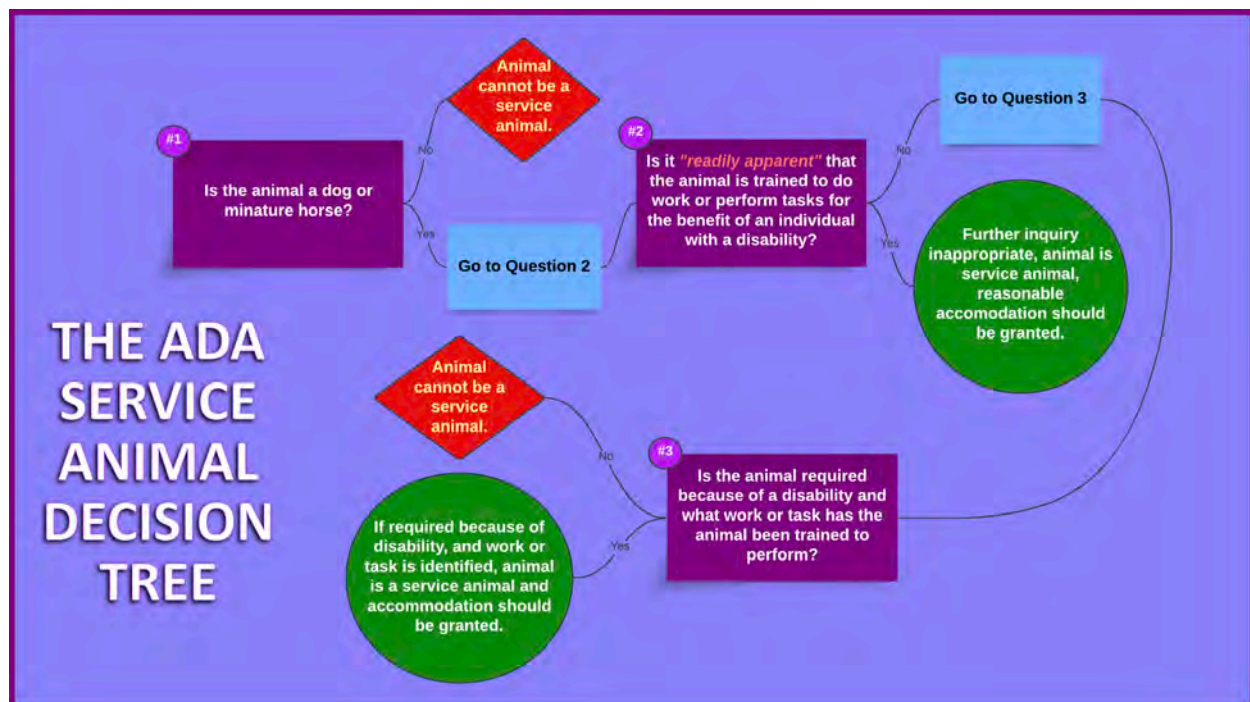 #1
Is the animal a dog or
minature horse?
No
Animal
cannot be a
service
animal.
Yes
Go to Question 2
#2
Is it "readily apparent" that
the animal is trained to do
work or perform tasks for
the benefit of an individual
with a disability?
No
Go to Question 3
Yes
Further inquiry
inappropriate, animal is
service animal,
reasonable
accomodation should
be granted.
THE ADA
SERVICE
ANIMAL
DECISION
TREE
#3
Is the animal required
because of a disability and
what work or task has the
animal been trained to
perform?
No
Animal
cannot be a
service
animal.
Yes
If required because of
disability, and work or
task is identified, animal
is a service animal and
accommodation should
be granted.